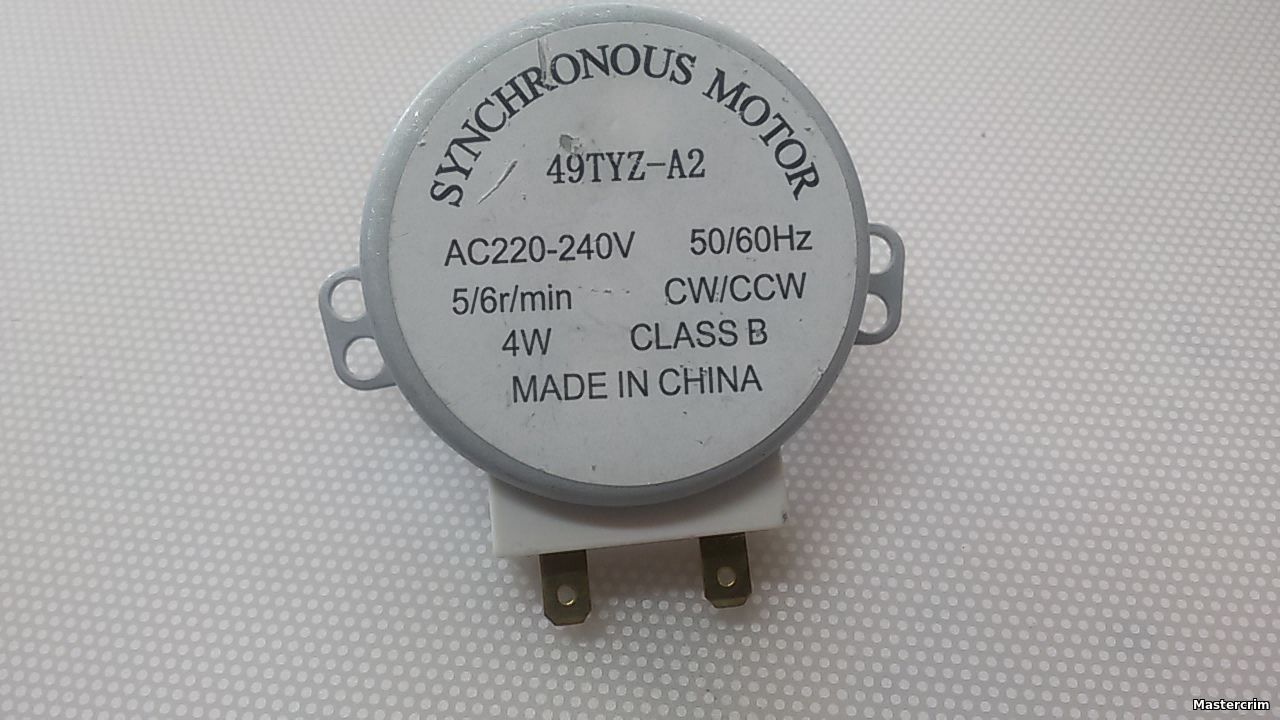 SYNCHRONOUS MOTOR
49TYZ-A2
AC220-240V 50/60Hz
5/6r/min CW/CCW
4W CLASS B
MADE IN CHINA
Mastercrim